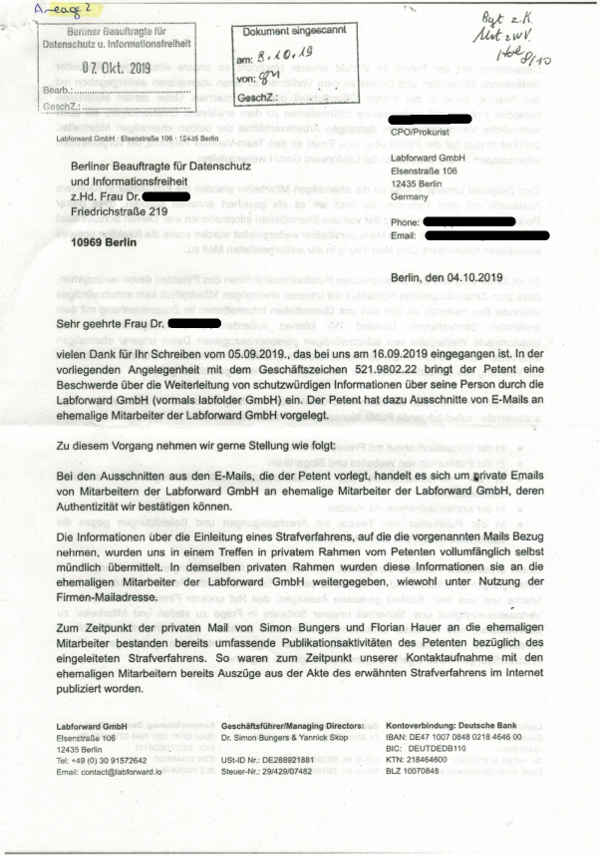 Anlage 2
Berliner Beauftragte für
Datenschutz u. Informationsfreiheit
07. Okt. 2019
Bearb.:
GeschZ.:
Dokument eingescannt
am: 8.10.19
von:
GeschZ.:
Bgt z.K.
8/10
Labforward GmbH · Elsenstraße 106 · 12435 Berlin
CPO/Prokurist
Labforward GmbH
Elsenstraße 106
12435 Berlin
Germany
Phone:
Email:
Berliner Beauftragte für Datenschutz
und Informationsfreiheit
z.Hd. Frau Dr.
Friedrichstraße 219
10969 Berlin
Berlin, den 04.10.2019
Sehr geehrte Frau Dr.
vielen Dank für Ihr Schreiben vom 05.09.2019., das bei uns am 16.09.2019 eingegangen ist. In der
vorliegenden Angelegenheit mit dem Geschäftszeichen 521.9802.22 bringt der Petent eine
Beschwerde über die Weiterleitung von schutzwürdigen Informationen über seine Person durch die
Labforward GmbH (vormals labfolder GmbH) ein. Der Petent hat dazu Ausschnitte von E-Mails an
ehemalige Mitarbeiter der Labforward GmbH vorgelegt.
Zu diesem Vorgang nehmen wir gerne Stellung wie folgt:
Bei den Ausschnitten aus den E-Mails, die der Petent vorlegt, handelt es sich um private Emails
von Mitarbeitern der Labforward GmbH an ehemalige Mitarbeiter der Labforward GmbH, deren
Authentizität wir bestätigen können.
Die Informationen über die Einleitung eines Strafverfahrens, auf die die vorgenannten Mails Bezug
nehmen, wurden uns in einem Treffen in privatem Rahmen vom Petenten vollumfänglich selbst
mündlich übermittelt. In demselben privaten Rahmen wurden diese Informationen sie an die
ehemaligen Mitarbeiter der Labforward GmbH weitergegeben, wiewohl unter Nutzung der
Firmen-Mailadresse.
Zum Zeitpunkt der privaten Mail von Simon Bungers und Florian Hauer an die ehemaligen
Mitarbeiter bestanden bereits umfassende Publikationsaktivitäten des Petenten bezüglich des
eingeleiteten Strafverfahrens. So waren zum Zeitpunkt unserer Kontaktaufnahme mit den
ehemaligen Mitarbeitern bereits Auszüge aus der Akte des erwähnten Strafverfahrens im Internet
publiziert worden.
Labforward GmbH
Elsenstraße 106
12435 Berlin
Tel: +49 (0) 30 91572642
Email: contact@labforward.io
Geschäftsführer/Managing Directors:
Dr. Simon Bungers & Yannick Skop
USt-ID Nr.: DE288921881
Steuer-Nr.: 29/429/07482
Kontoverbindung: Deutsche Bank
IBAN: DE47 1007 0848 0218 4646 00
BIC: DEUTDEDB110
KTN: 218464600
BLZ 10070848